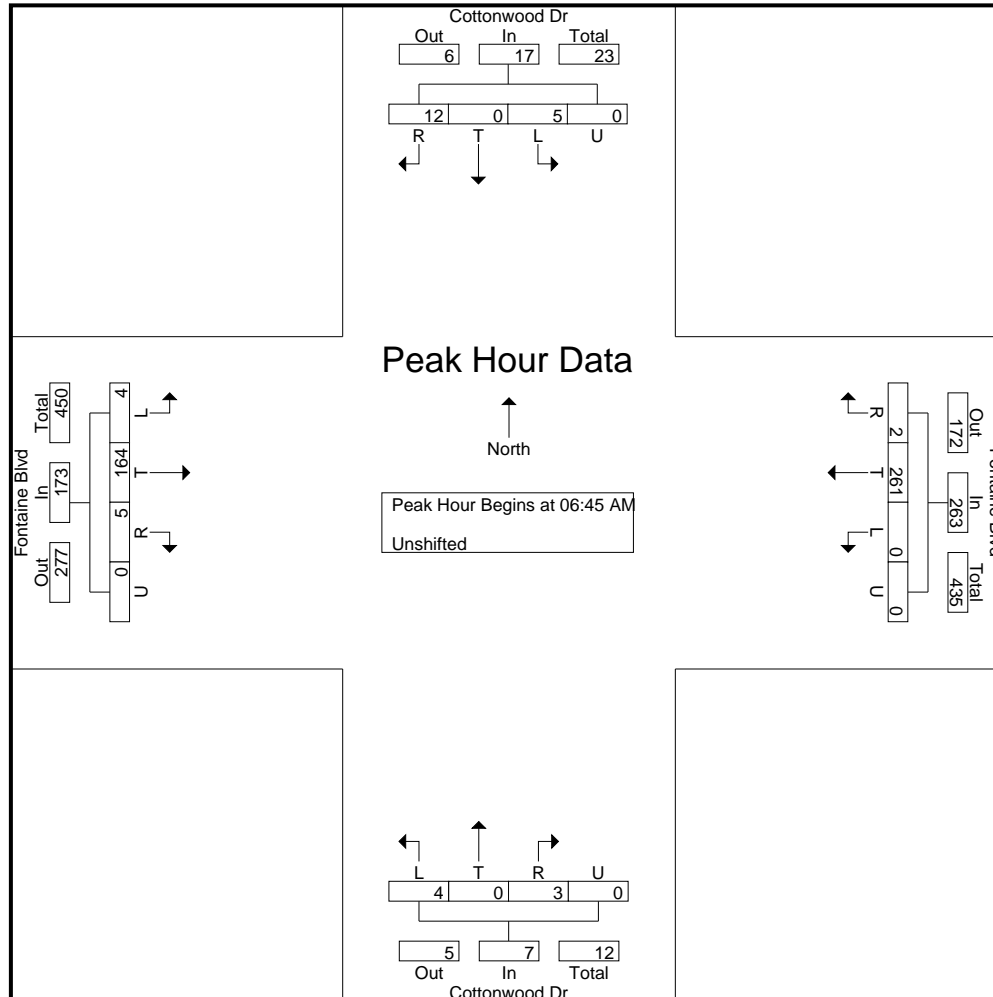 Cottonwood Dr
Out In Total
6 17 23
12 0 5 0
R T L U
Peak Hour Data
North
Peak Hour Begins at 06:45 AM
Unshifted
Fontaine Blvd
Total In Out
450 173 277
4 164 5 0
L T R U
R T L U
2 261 0 0
Out In Total
172 263 435
L T R U
4 0 3 0
5 7 12
Out In Total
Cottonwood Dr